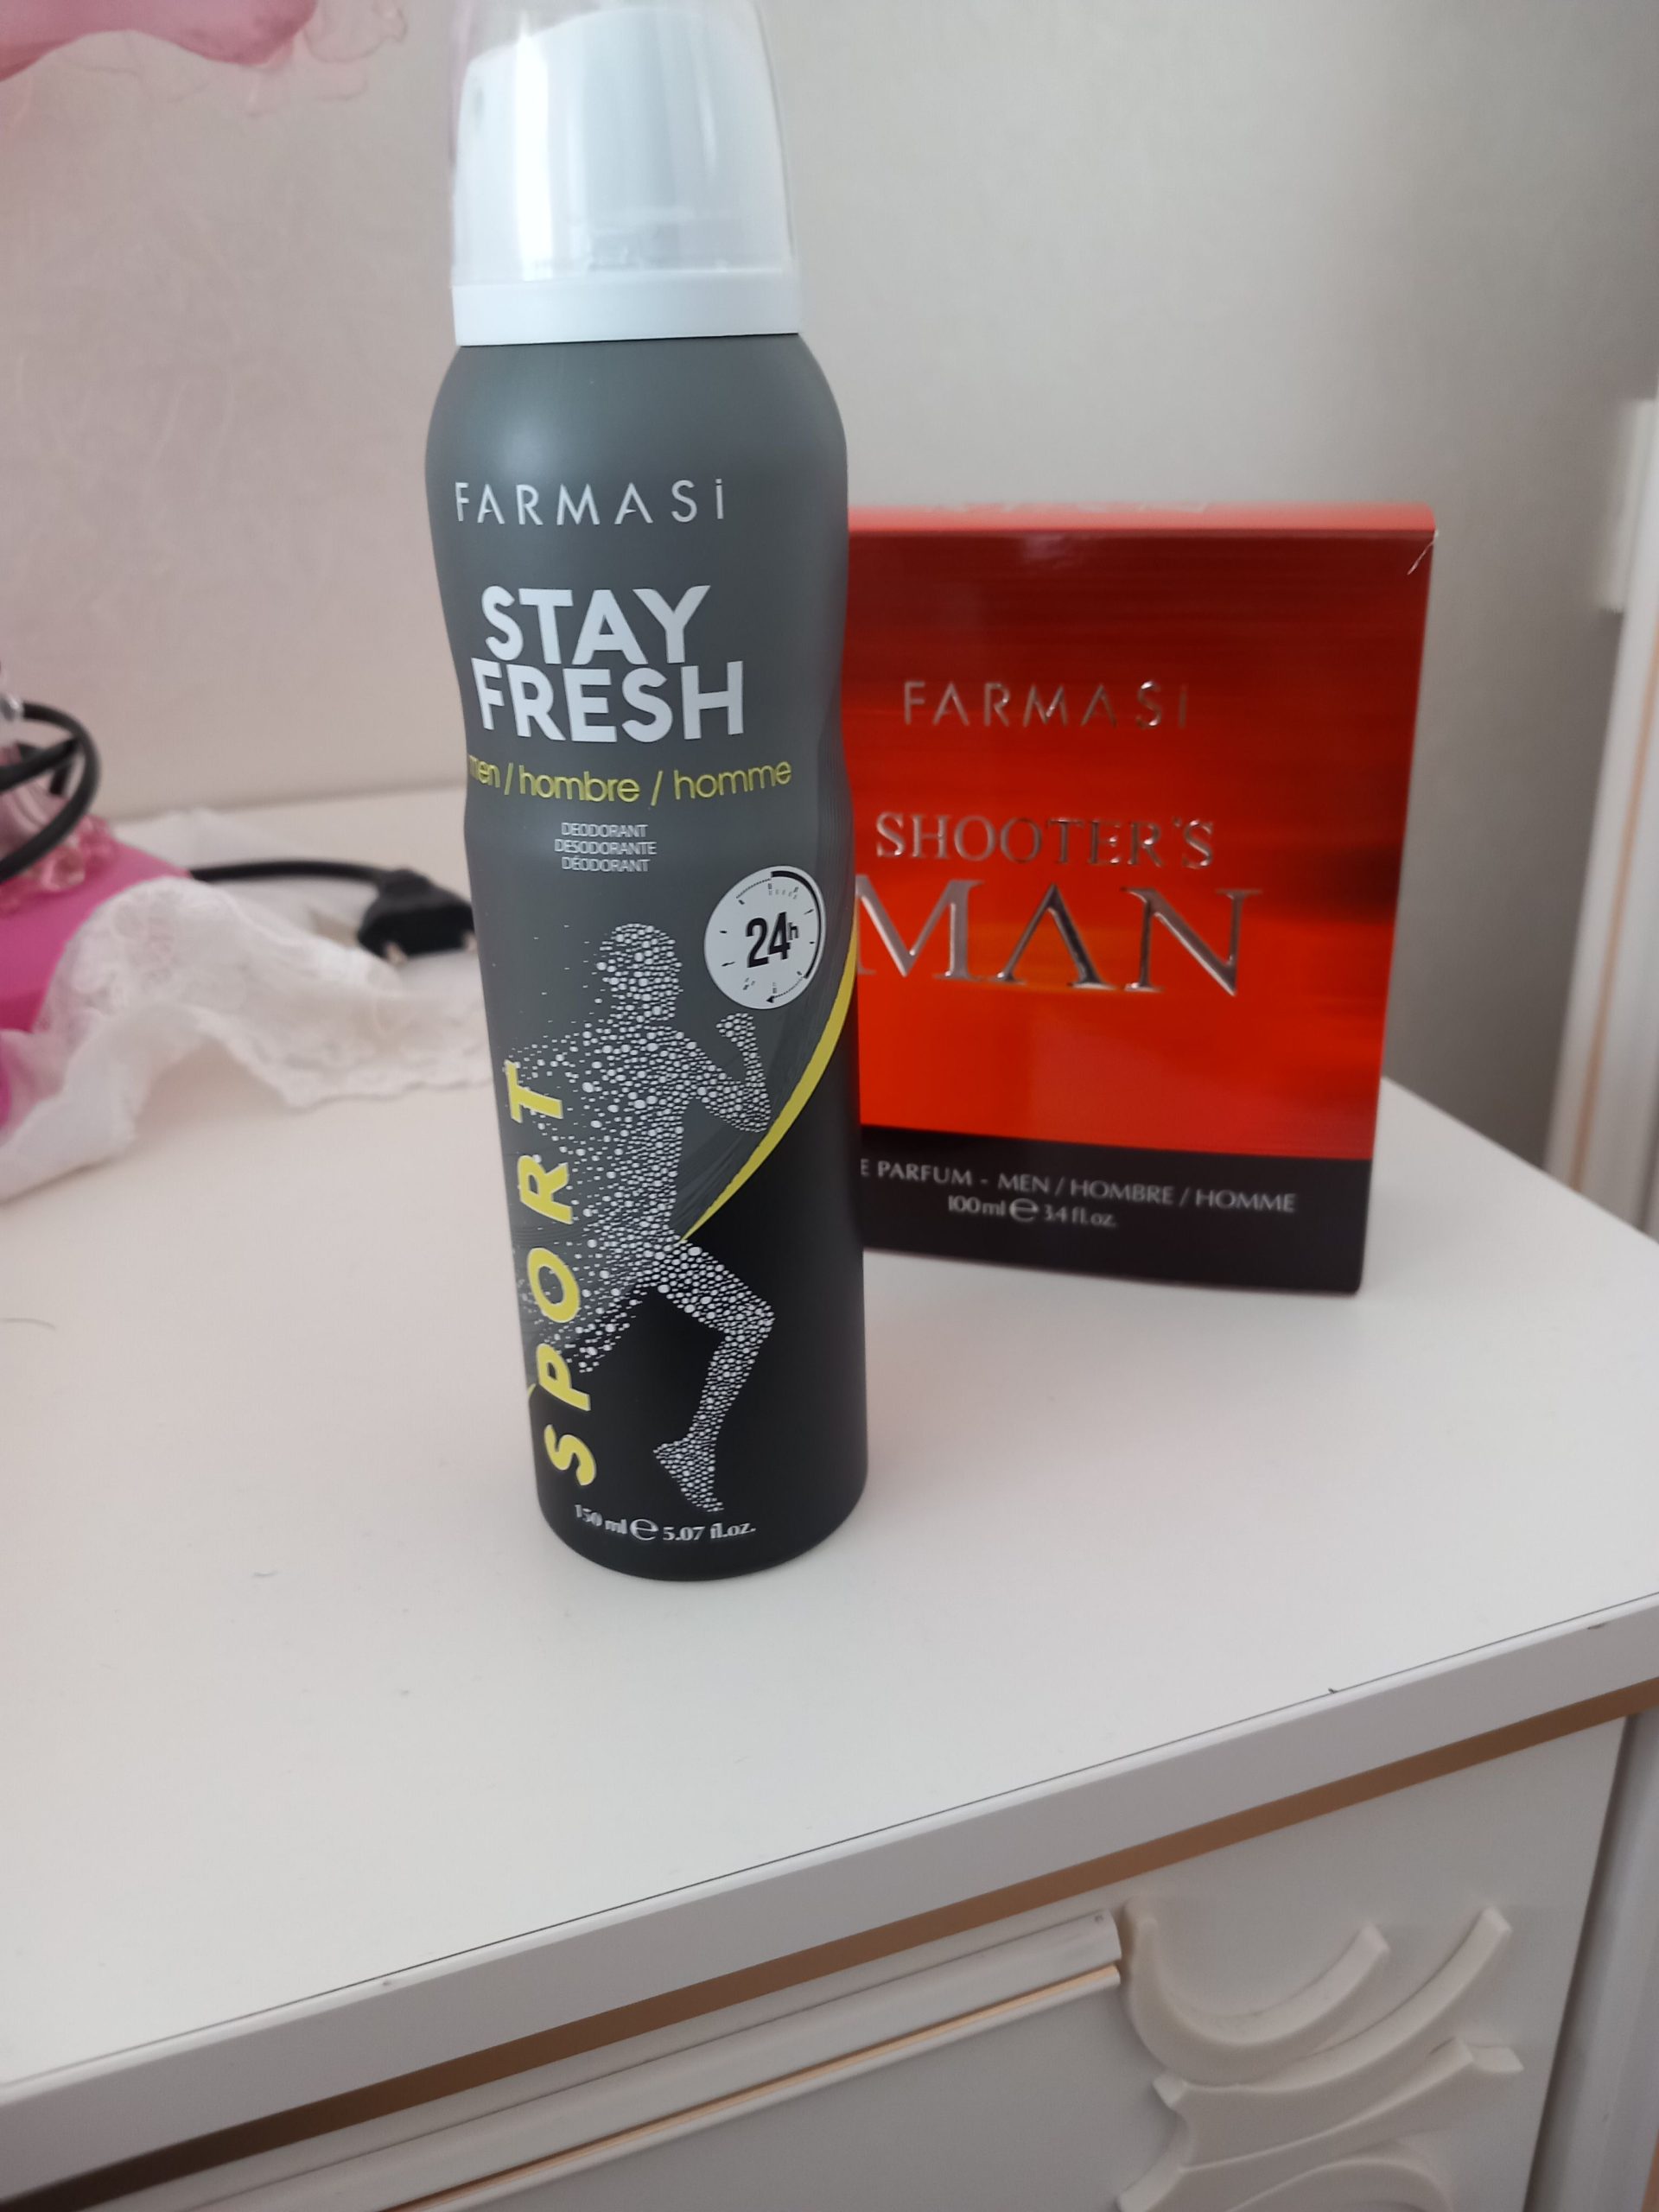 FARMASi
STAY
FRESH
men / hombre / homme
DEODORANT
DESODORANTE
DÉODORANT
24h
SPORT
150 ml ℮ 5.07 fl.oz.
FARMASi
SHOOTER'S
MAN
E PARFUM - MEN / HOMBRE / HOMME
100ml ℮ 3.4 fl.oz.